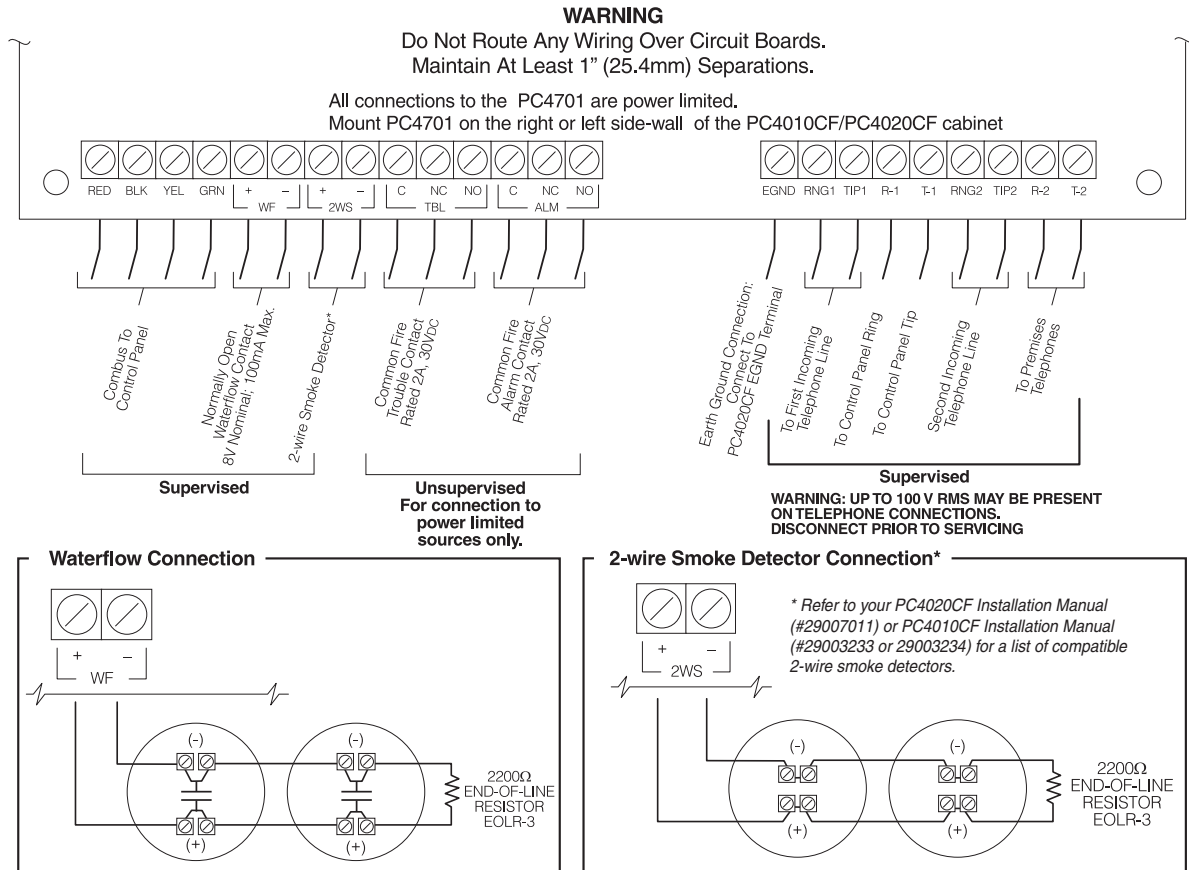 WARNING
Do Not Route Any Wiring Over Circuit Boards.
Maintain At Least 1” (25.4mm) Separations.
All connections to the PC4701 are power limited.
Mount PC4701 on the right or left side-wall of the PC4010CF/PC4020CF cabinet
RED BLK YEL GRN + – + – C NC NO C NC NO
WF 2WS TBL ALM
EGND RNG1 TIP1 R-1 T-1 RNG2 TIP2 R-2 T-2
Combus To
Control Panel
Normally Open
Waterflow Contact
8V Nominal; 100mA Max.
2-wire Smoke Detector*
Common Fire
Trouble Contact
Rated 2A, 30VDC
Common Fire
Alarm Contact
Rated 2A, 30VDC
Earth Ground Connection:
Connect To
PC4020CF EGND Terminal
To First Incoming
Telephone Line
To Control Panel Ring
To Control Panel Tip
Second Incoming
Telephone Line
To Premises
Telephones
Supervised
Unsupervised
For connection to
power limited
sources only.
Supervised
WARNING: UP TO 100 V RMS MAY BE PRESENT
ON TELEPHONE CONNECTIONS.
DISCONNECT PRIOR TO SERVICING
Waterflow Connection
+ –
WF
(-) (-)
(+) (+)
2200Ω
END-OF-LINE
RESISTOR
EOLR-3
2-wire Smoke Detector Connection*
* Refer to your PC4020CF Installation Manual
(#29007011) or PC4010CF Installation Manual
(#29003233 or 29003234) for a list of compatible
2-wire smoke detectors.
+ –
2WS
(-) (-)
(+) (+)
2200Ω
END-OF-LINE
RESISTOR
EOLR-3